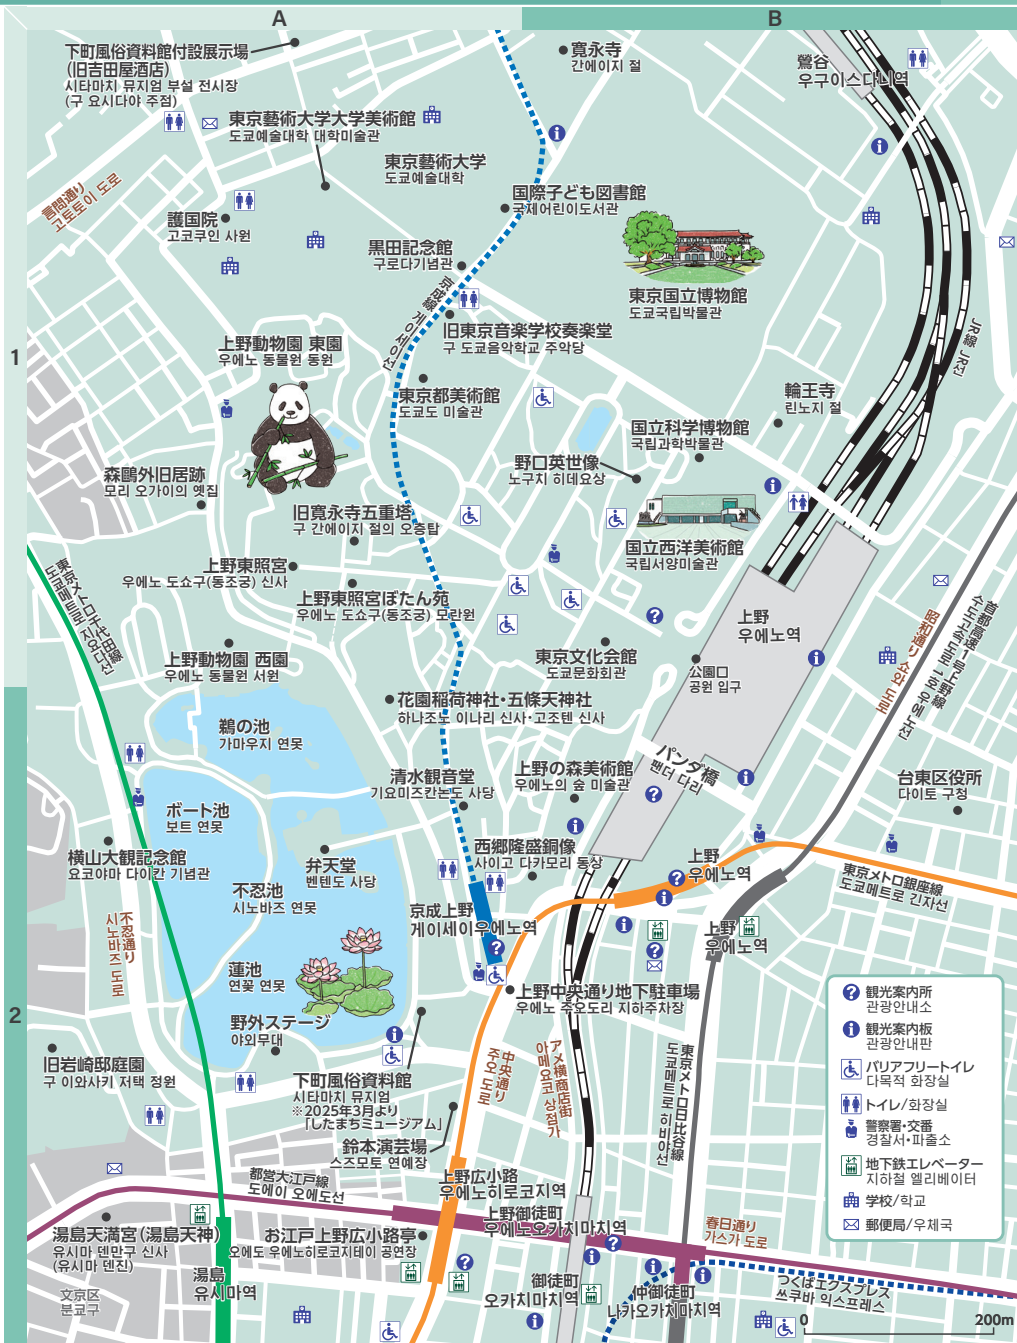 A
B
1
2
下町風俗資料館付設展示場
(旧吉田屋酒店)
시타마치 뮤지엄 부설 전시장
(구 요시다야 주점)
寛永寺
간에이지 절
鶯谷
우구이스다니역
東京藝術大学大学美術館
도쿄예술대학 대학미술관
東京藝術大学
도쿄예술대학
言問通り
고토토이 도로
護国院
고코쿠인 사원
国際子ども図書館
국제어린이도서관
黒田記念館
구로다기념관
京成線 게이세이선
東京国立博物館
도쿄국립박물관
旧東京音楽学校奏楽堂
구 도쿄음악학교 주악당
JR線 JR선
上野動物園 東園
우에노 동물원 동원
東京都美術館
도쿄도 미술관
輪王寺
린노지 절
国立科学博物館
국립과학박물관
野口英世像
노구치 히데요상
森鷗外旧居跡
모리 오가이의 옛집
旧寛永寺五重塔
구 간에이지 절의 오층탑
国立西洋美術館
국립서양미술관
上野東照宮
우에노 도쇼구(동조궁) 신사
上野東照宮ぼたん苑
우에노 도쇼구(동조궁) 모란원
東京メトロ千代田線
도쿄메트로 지요다선
上野
우에노역
首都高速1号上野線
수도고속도로 1호 우에노선
昭和通り 쇼와 도로
上野動物園 西園
우에노 동물원 서원
東京文化会館
도쿄문화회관
公園口
공원 입구
花園稲荷神社・五條天神社
하나조노 이나리 신사·고조텐 신사
鵜の池
가마우지 연못
パンダ橋
팬더 다리
清水観音堂
기요미즈칸논도 사당
上野の森美術館
우에노의 숲 미술관
台東区役所
다이토 구청
ボート池
보트 연못
横山大観記念館
요코야마 다이칸 기념관
弁天堂
벤텐도 사당
西郷隆盛銅像
사이고 다카모리 동상
上野
우에노역
東京メトロ銀座線
도쿄메트로 긴자선
不忍池
시노바즈 연못
不忍通り
시노바즈 도로
京成上野
게이세이우에노역
上野
우에노역
蓮池
연꽃 연못
上野中央通り地下駐車場
우에노 주오도리 지하주차장
野外ステージ
야외무대
旧岩崎邸庭園
구 이와사키 저택 정원
下町風俗資料館
시타마치 뮤지엄
※2025年3月より
「したまちミュージアム」
中央通り
주오 도로
アメ横商店街
아메요코 상점가
東京メトロ日比谷線
도쿄메트로 히비야선
鈴本演芸場
스즈모토 연예장
都営大江戸線
도에이 오에도선
上野広小路
우에노히로코지역
上野御徒町
우에노오카치마치역
春日通り
가스가 도로
湯島天満宮(湯島天神)
유시마 덴만구 신사
(유시마 덴진)
お江戸上野広小路亭
오에도 우에노히로코지테이 공연장
湯島
유시마역
文京区
분쿄구
御徒町
오카치마치역
仲御徒町
나카오카치마치역
つくばエクスプレス
쓰쿠바 익스프레스
0
200m
観光案内所
관광안내소
観光案内板
관광안내판
バリアフリートイレ
다목적 화장실
トイレ/화장실
警察署・交番
경찰서·파출소
地下鉄エレベーター
지하철 엘리베이터
学校/학교
郵便局/우체국